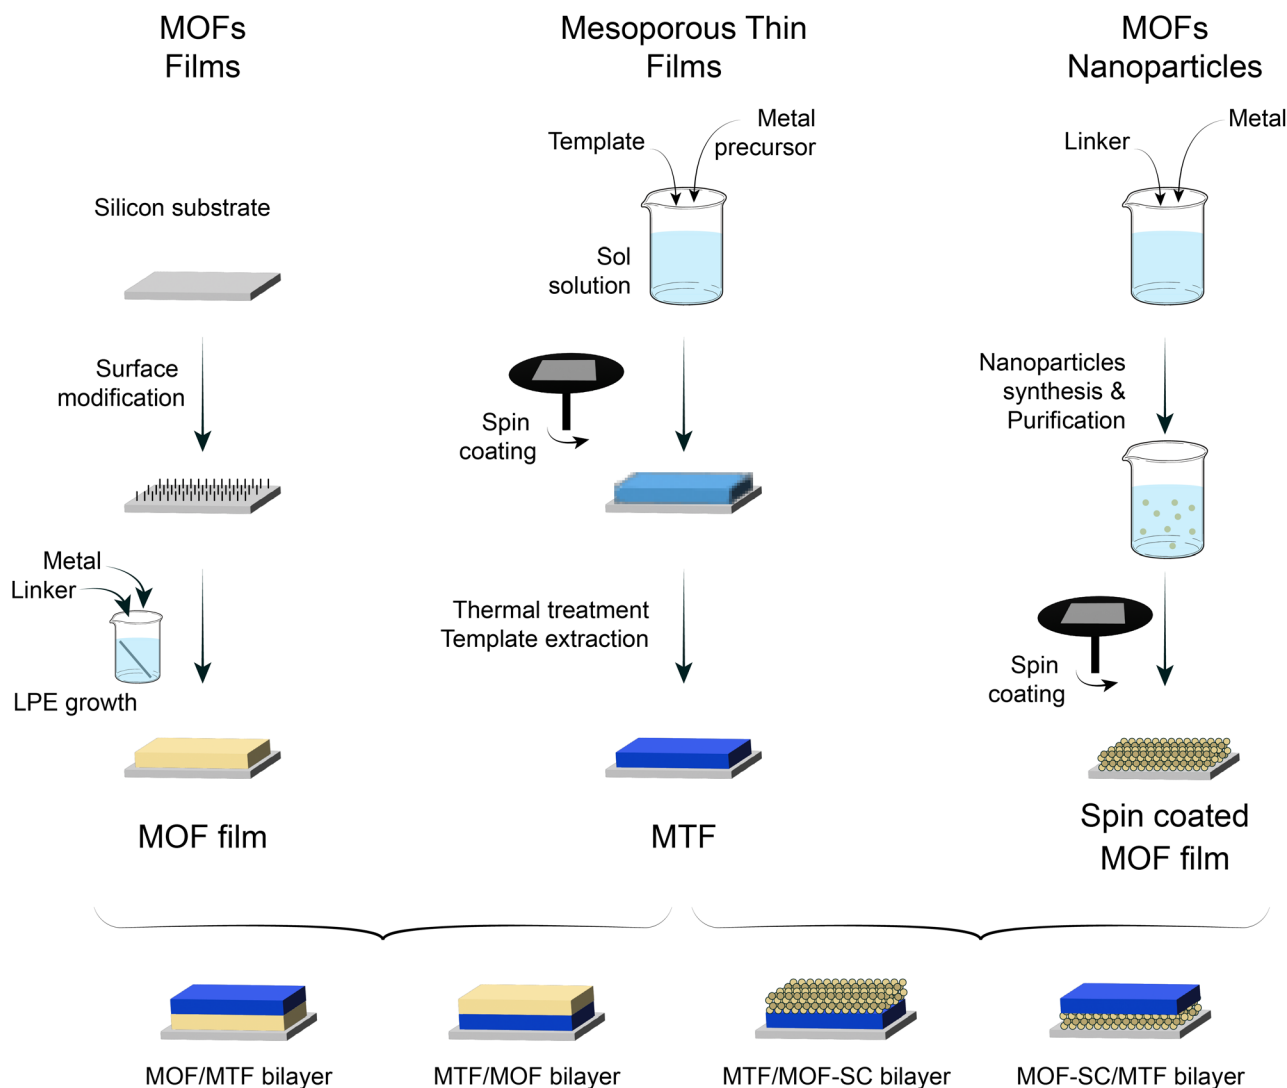 MOFs
Films
Silicon substrate
Surface
modification
Metal
Linker
LPE growth
MOF film
Mesoporous Thin
Films
Template
Metal
precursor
Sol
solution
Spin
coating
Thermal treatment
Template extraction
MTF
MOFs
Nanoparticles
Linker
Metal
Nanoparticles
synthesis &
Purification
Spin
coating
Spin coated
MOF film
MOF/MTF bilayer
MTF/MOF bilayer
MTF/MOF-SC bilayer
MOF-SC/MTF bilayer